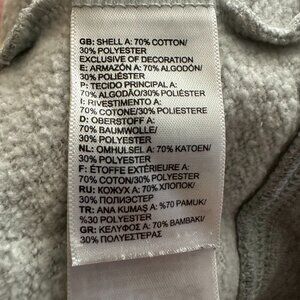 GB: SHELL A: 70% COTTON/
30% POLYESTER
EXCLUSIVE OF DECORATION
E: ARMAZÓN A: 70% ALGODÓN/
30% POLIÉSTER
P: TECIDO PRINCIPAL A:
70% ALGODÃO/30% POLIÉSTER
I: RIVESTIMENTO A:
70% COTONE/30% POLIESTERE
D: OBERSTOFF A:
70% BAUMWOLLE/
30% POLYESTER
NL: OMHULSEL A: 70% KATOEN/
30% POLYESTER
F: ÉTOFFE EXTÉRIEURE A:
70% COTON/30% POLYESTER
RU: КОЖУХ А: 70% ХЛОПОК/
30% ПОЛИЭСТЕР
TR: ANA KUMAŞ A: %70 PAMUK/
%30 POLYESTER
GR: ΚΕΛΥΦΟΣ Α: 70% ΒΑΜΒΑΚΙ/
30% ΠΟΛΥΕΣΤΕΡΑΣ